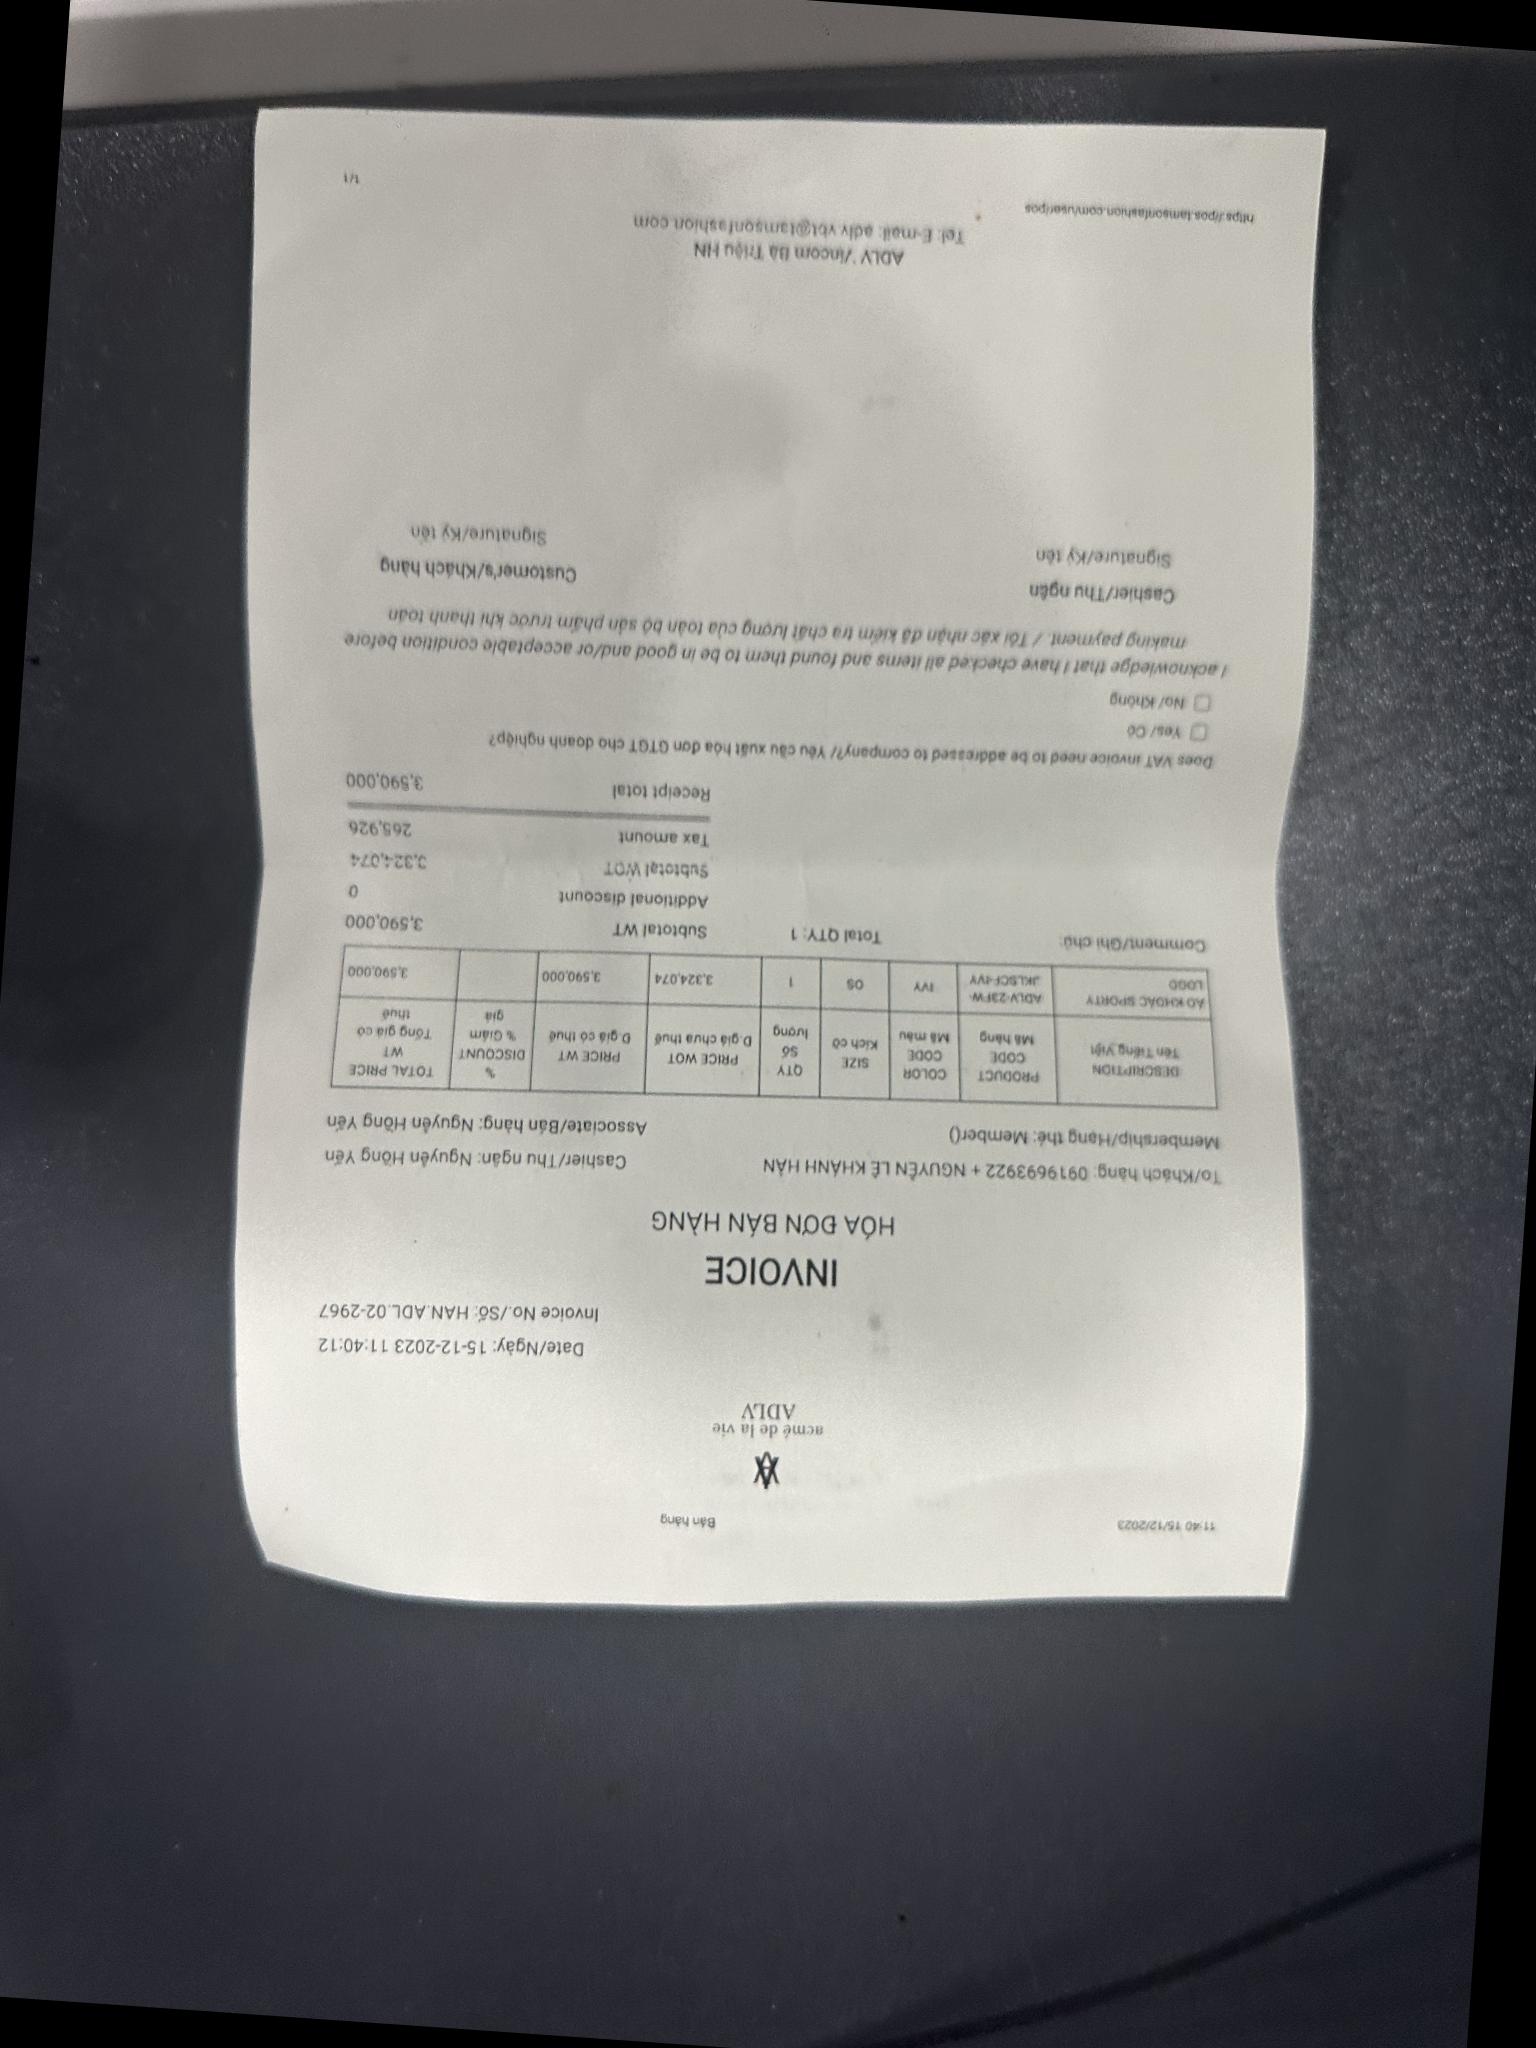 11:40 15/12/2023
Bán hàng
acmé de la vie
ADLV
Date/Ngày: 15-12-2023 11:40:12
Invoice No./Số: HAN.ADL.02-2967
INVOICE
HÓA ĐƠN BÁN HÀNG
To/Khách hàng: 0919693922 + NGUYỄN LÊ KHÁNH HÂN
Cashier/Thu ngân: Nguyễn Hồng Yến
Membership/Hạng thẻ: Member()
Associate/Bán hàng: Nguyễn Hồng Yến
DESCRIPTION
Tên Tiếng Việt
PRODUCT
CODE
Mã hàng
COLOR
CODE
Mã màu
SIZE
Kích cỡ
QTY
Số
lượng
PRICE WOT
Đ.giá chưa thuế
PRICE WT
Đ.giá có thuế
%
DISCOUNT
% Giảm
giá
TOTAL PRICE
WT
Tổng giá có
thuế
ÁO KHOÁC SPORTY
LOGO
ADLV-23FW-
JKLSCF-IVY
IVY
OS
1
3,324,074
3,590,000
3,590,000
Comment/Ghi chú:
Total QTY: 1
Subtotal WT 3,590,000
Additional discount 0
Subtotal WOT 3,324,074
Tax amount 265,926
Receipt total 3,590,000
Does VAT invoice need to be addressed to company?/ Yêu cầu xuất hóa đơn GTGT cho doanh nghiệp?
Yes/ Có
No/ Không
I acknowledge that I have checked all items and found them to be in good and/or acceptable condition before
making payment. / Tôi xác nhận đã kiểm tra chất lượng của toàn bộ sản phẩm trước khi thanh toán
Cashier/Thu ngân
Customer's/Khách hàng
Signature/Ký tên
Signature/Ký tên
ADLV Vincom Bà Triệu HN
Tel: E-mail: adlv.vbt@tamsonfashion.com
https://pos.tamsonfashion.com/user/pos
1/1